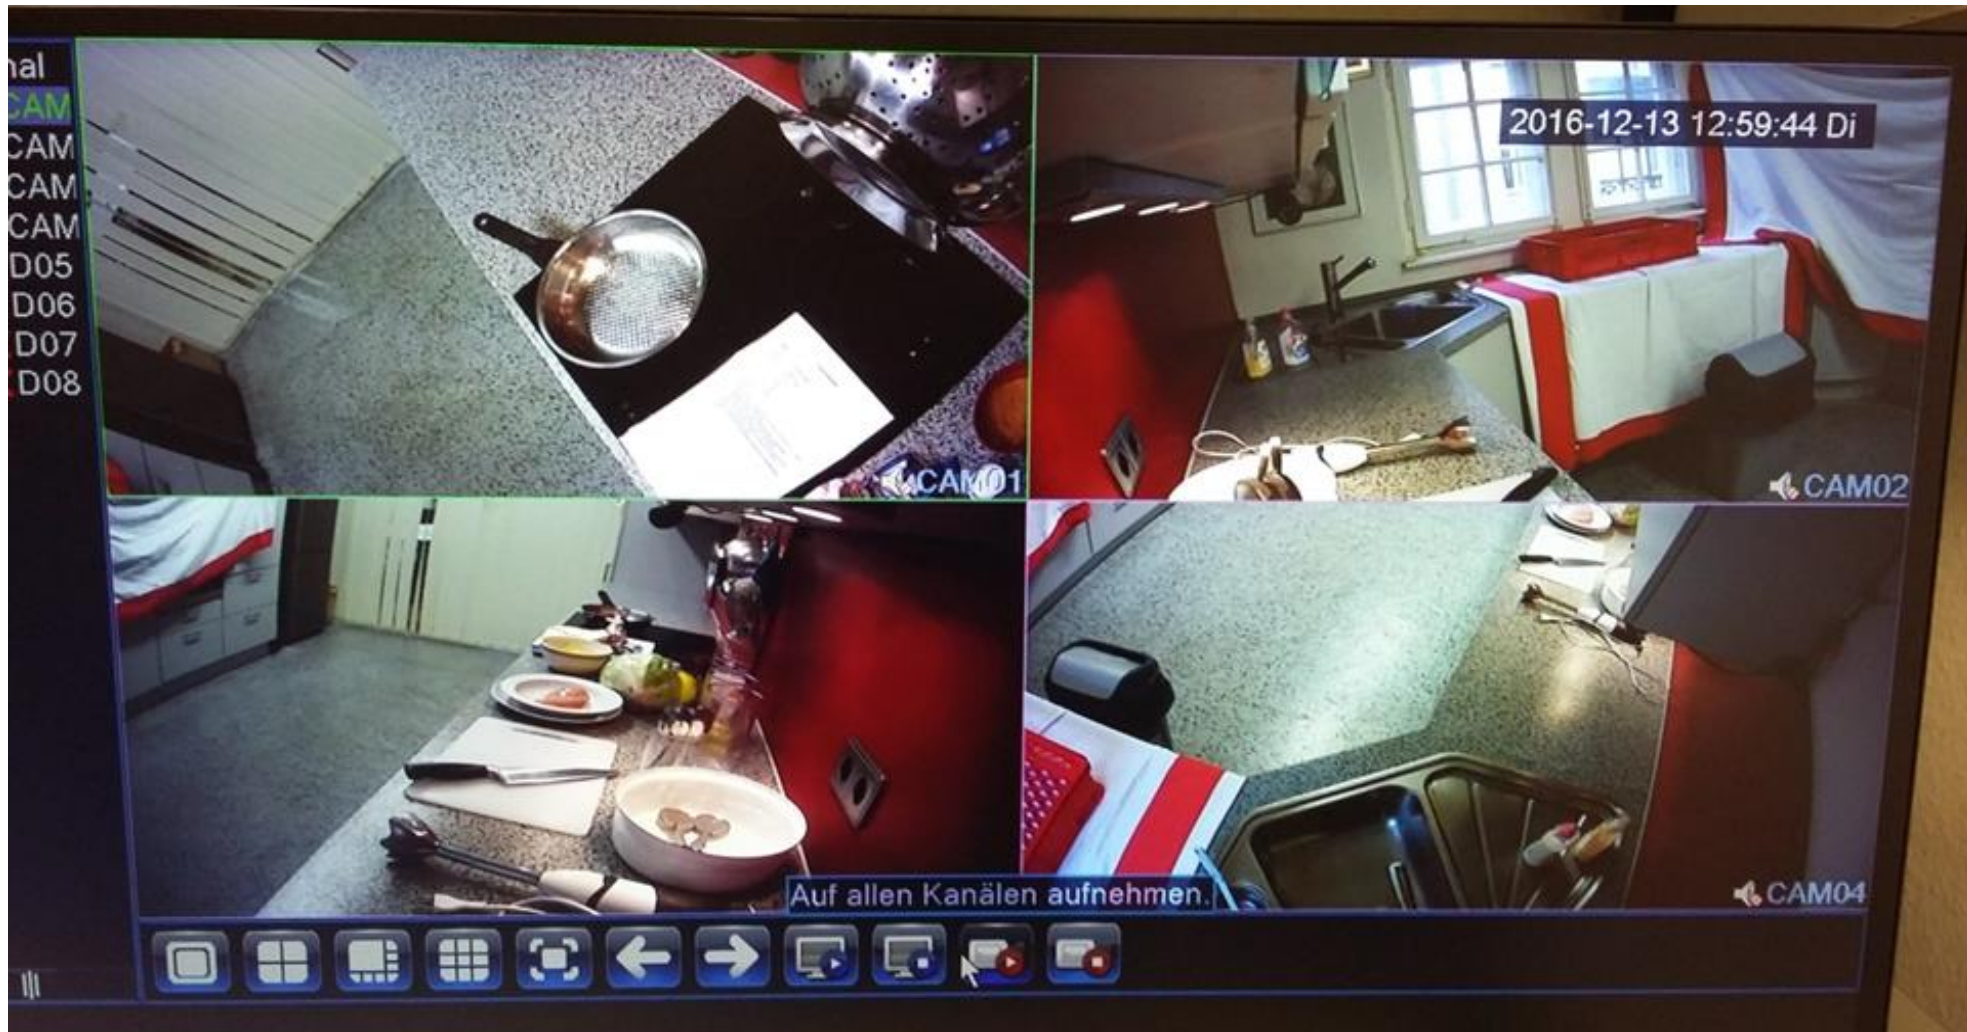 nal
CAM
CAM
CAM
CAM
D05
D06
D07
D08
2016-12-13 12:59:44 Di
CAM01
CAM02
CAM04
Auf allen Kanälen aufnehmen.